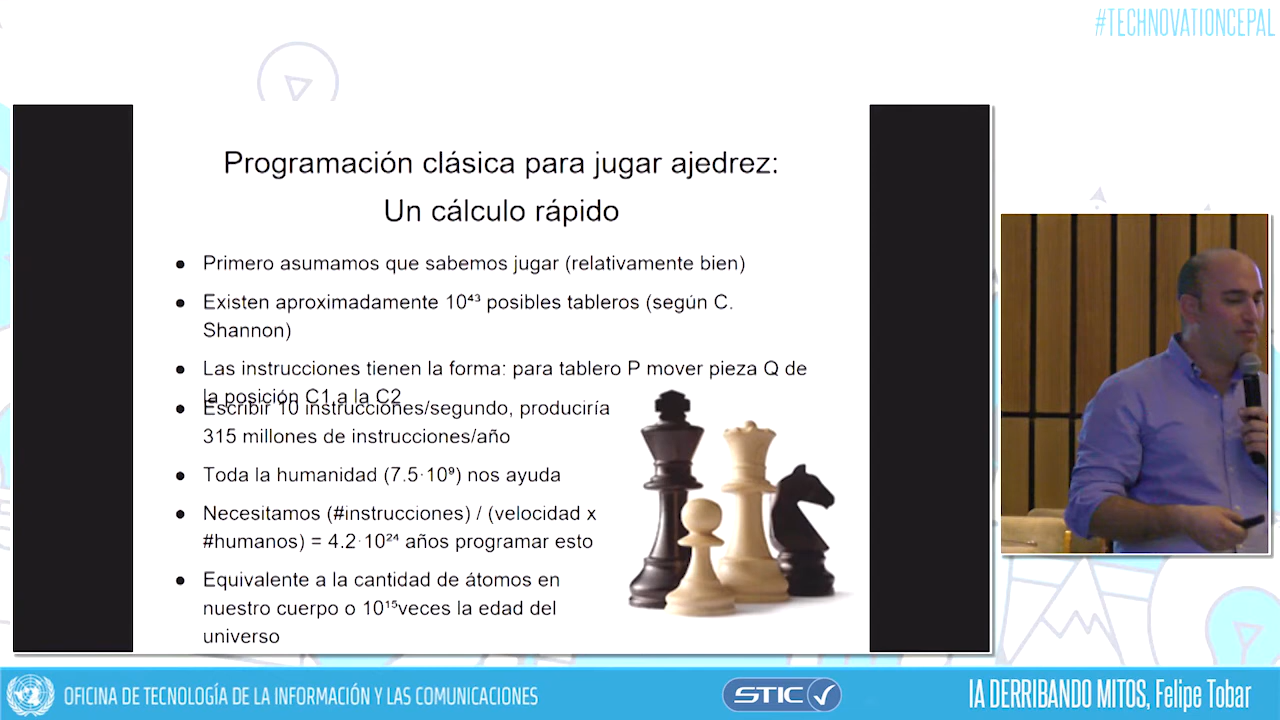 #TECHNOVATIONCEPAL
Programación clásica para jugar ajedrez:
Un cálculo rápido
● Primero asumamos que sabemos jugar (relativamente bien)
● Existen aproximadamente 10⁴³ posibles tableros (según C.
Shannon)
● Las instrucciones tienen la forma: para tablero P mover pieza Q de
la posición C1 a la C2
● Escribir 10 instrucciones/segundo, produciría
315 millones de instrucciones/año
● Toda la humanidad (7.5·10⁹) nos ayuda
● Necesitamos (#instrucciones) / (velocidad x
#humanos) = 4.2·10²⁴ años programar esto
● Equivalente a la cantidad de átomos en
nuestro cuerpo o 10¹⁵veces la edad del
universo
OFICINA DE TECNOLOGÍA DE LA INFORMACIÓN Y LAS COMUNICACIONES
STIC
IA DERRIBANDO MITOS, Felipe Tobar